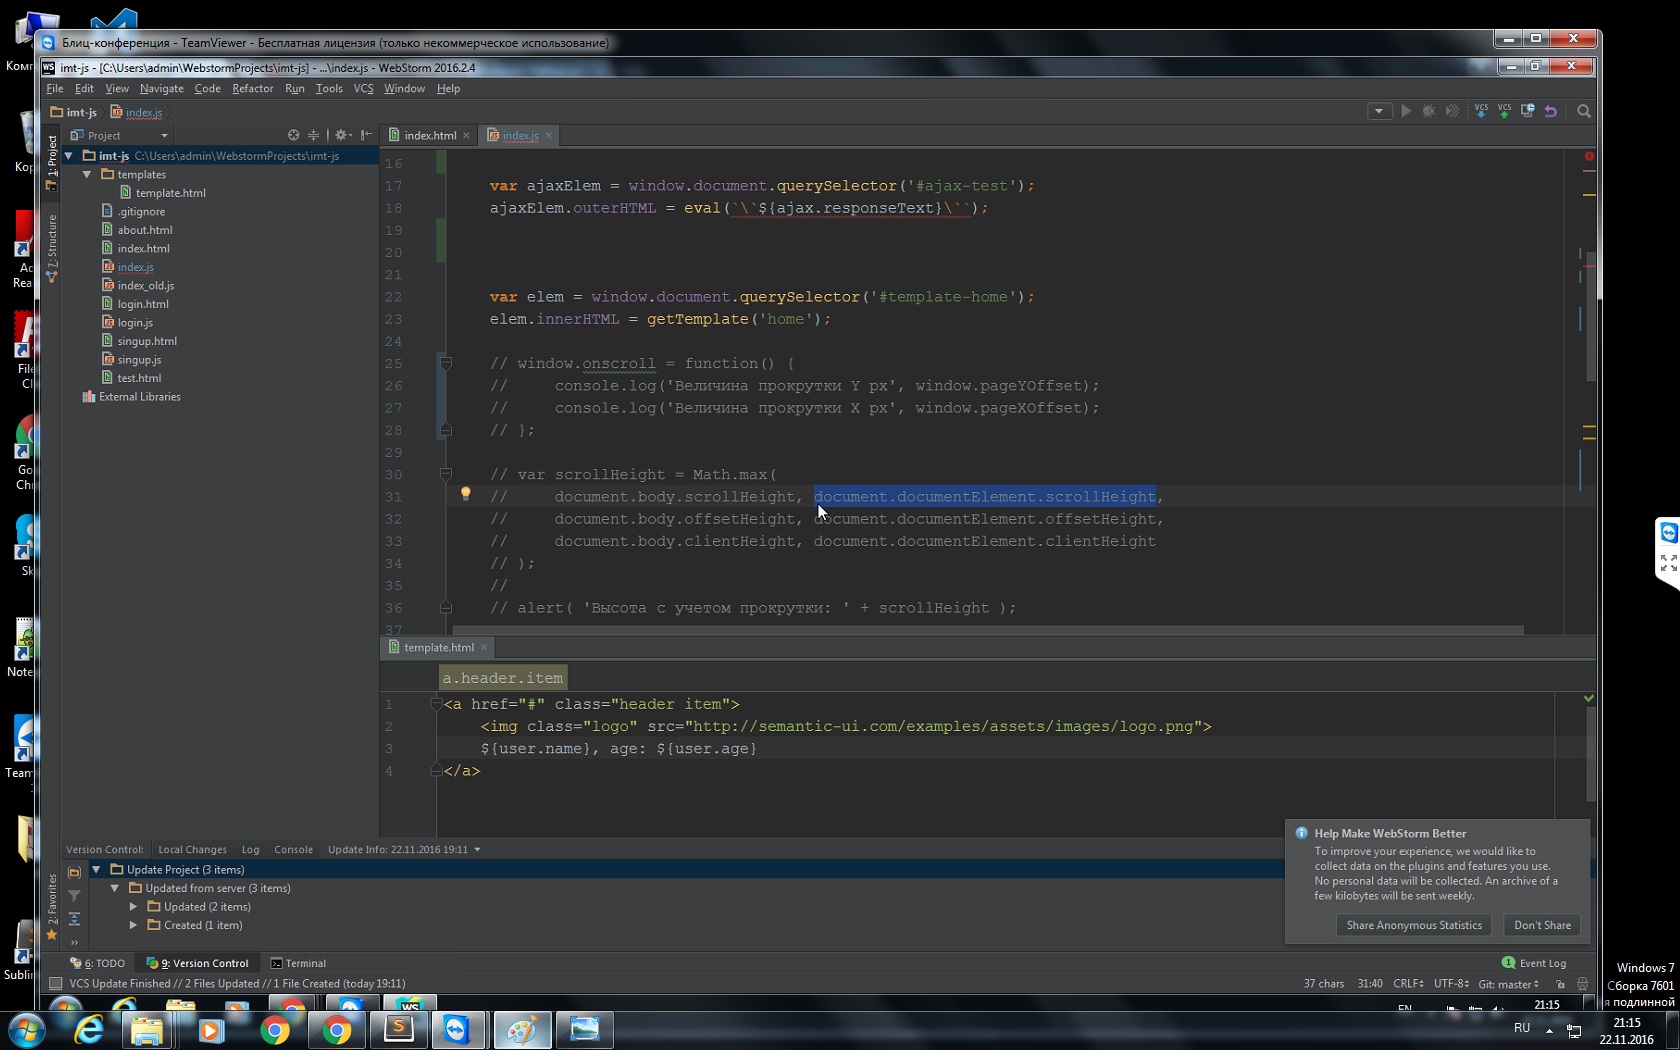 Блиц-конференция - TeamViewer - Бесплатная лицензия (только некоммерческое использование)
imt-js - [C:\Users\admin\WebstormProjects\imt-js] - ...\index.js - WebStorm 2016.2.4
File Edit View Navigate Code Refactor Run Tools VCS Window Help
imt-js index.js
VCS VCS
1: Project
Project
index.html index.js
imt-js C:\Users\admin\WebstormProjects\imt-js
templates
template.html
.gitignore
about.html
index.html
index.js
index_old.js
login.html
login.js
singup.html
singup.js
test.html
External Libraries
7: Structure
2: Favorites
16
17 var ajaxElem = window.document.querySelector('#ajax-test');
18 ajaxElem.outerHTML = eval(`\`${ajax.responseText}\``);
19
20
21
22 var elem = window.document.querySelector('#template-home');
23 elem.innerHTML = getTemplate('home');
24
25 // window.onscroll = function() {
26 // console.log('Величина прокрутки Y px', window.pageYOffset);
27 // console.log('Величина прокрутки X px', window.pageXOffset);
28 // };
29
30 // var scrollHeight = Math.max(
31 // document.body.scrollHeight, document.documentElement.scrollHeight,
32 // document.body.offsetHeight, document.documentElement.offsetHeight,
33 // document.body.clientHeight, document.documentElement.clientHeight
34 // );
35 //
36 // alert( 'Высота с учетом прокрутки: ' + scrollHeight );
37
template.html
a.header.item
1 <a href="#" class="header item">
2 <img class="logo" src="http://semantic-ui.com/examples/assets/images/logo.png">
3 ${user.name}, age: ${user.age}
4 </a>
Version Control: Local Changes Log Console Update Info: 22.11.2016 19:11
Update Project (3 items)
Updated from server (3 items)
Updated (2 items)
Created (1 item)
Help Make WebStorm Better
To improve your experience, we would like to
collect data on the plugins and features you use.
No personal data will be collected. An archive of a
few kilobytes will be sent weekly.
Share Anonymous Statistics Don't Share
6: TODO 9: Version Control Terminal
1 Event Log
VCS Update Finished // 2 Files Updated // 1 File Created (today 19:11)
37 chars 31:40 CRLF UTF-8 Git: master
EN 21:15
Windows 7
Сборка 7601
RU
21:15
22.11.2016